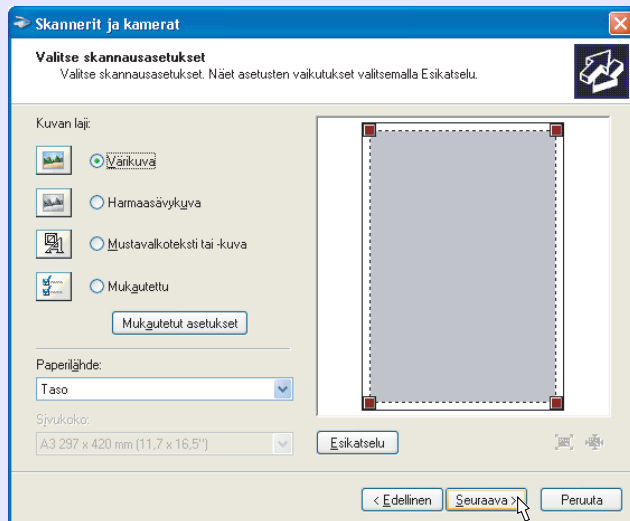 Skannerit ja kamerat
Valitse skannausasetukset
Valitse skannausasetukset. Näet asetusten vaikutukset valitsemalla Esikatselu.
Kuvan laji:
Värikuva
Harmaasävykuva
Mustavalkoteksti tai -kuva
Mukautettu
Mukautetut asetukset
Paperilähde:
Taso
Sivukoko:
A3 297 x 420 mm (11,7 x 16,5")
Esikatselu
< Edellinen
Seuraava >
Peruuta